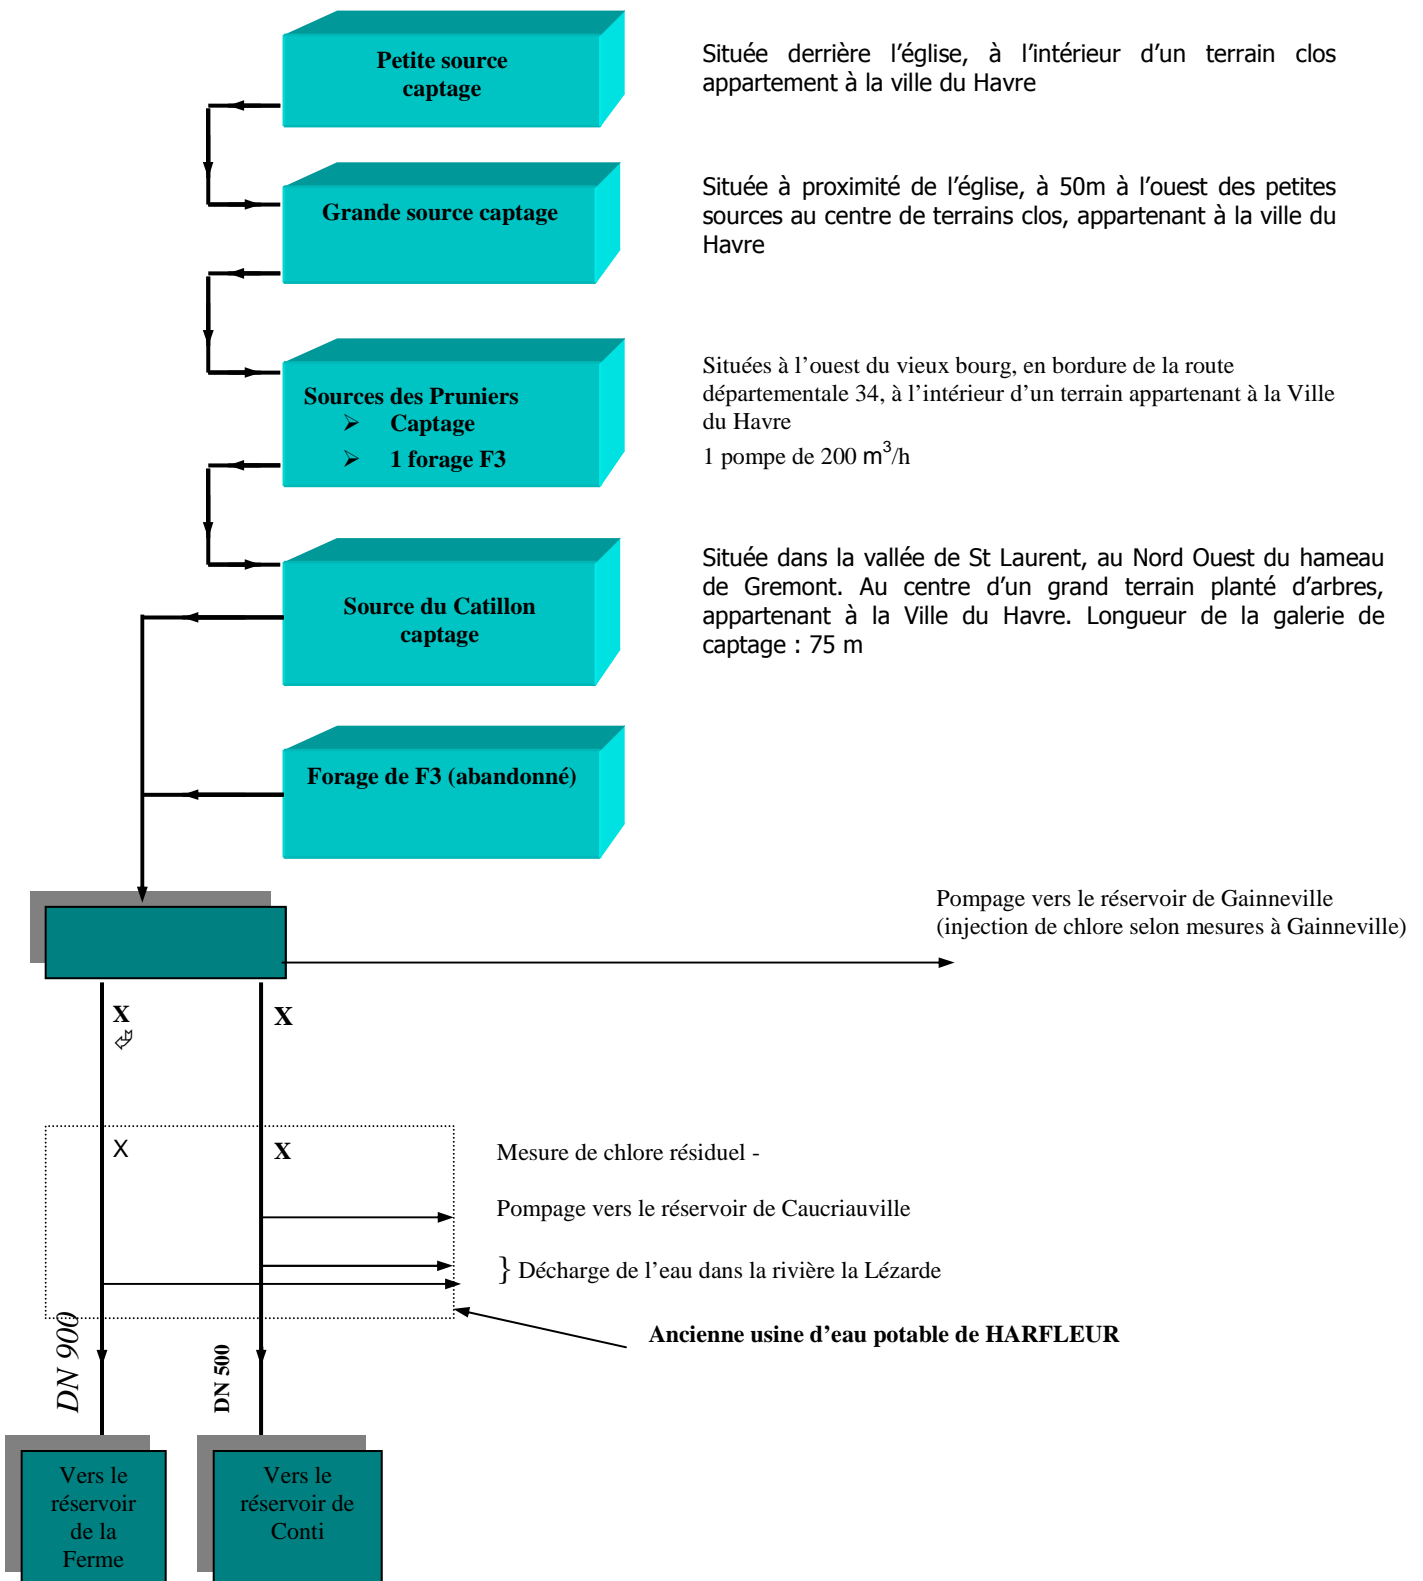 Petite source
captage
Située derrière l’église, à l’intérieur d’un terrain clos
appartement à la ville du Havre
Grande source captage
Située à proximité de l’église, à 50m à l’ouest des petites
sources au centre de terrains clos, appartenant à la ville du
Havre
Sources des Pruniers
➢ Captage
➢ 1 forage F3
Situées à l’ouest du vieux bourg, en bordure de la route
départementale 34, à l’intérieur d’un terrain appartenant à la Ville
du Havre
1 pompe de 200 m³/h
Source du Catillon
captage
Située dans la vallée de St Laurent, au Nord Ouest du hameau
de Gremont. Au centre d’un grand terrain planté d’arbres,
appartenant à la Ville du Havre. Longueur de la galerie de
captage : 75 m
Forage de F3 (abandonné)
Pompage vers le réservoir de Gainneville
(injection de chlore selon mesures à Gainneville)
X
X
X
X
Mesure de chlore résiduel -
Pompage vers le réservoir de Caucriauville
} Décharge de l’eau dans la rivière la Lézarde
Ancienne usine d’eau potable de HARFLEUR
DN 900
DN 500
Vers le
réservoir
de la
Ferme
Vers le
réservoir de
Conti